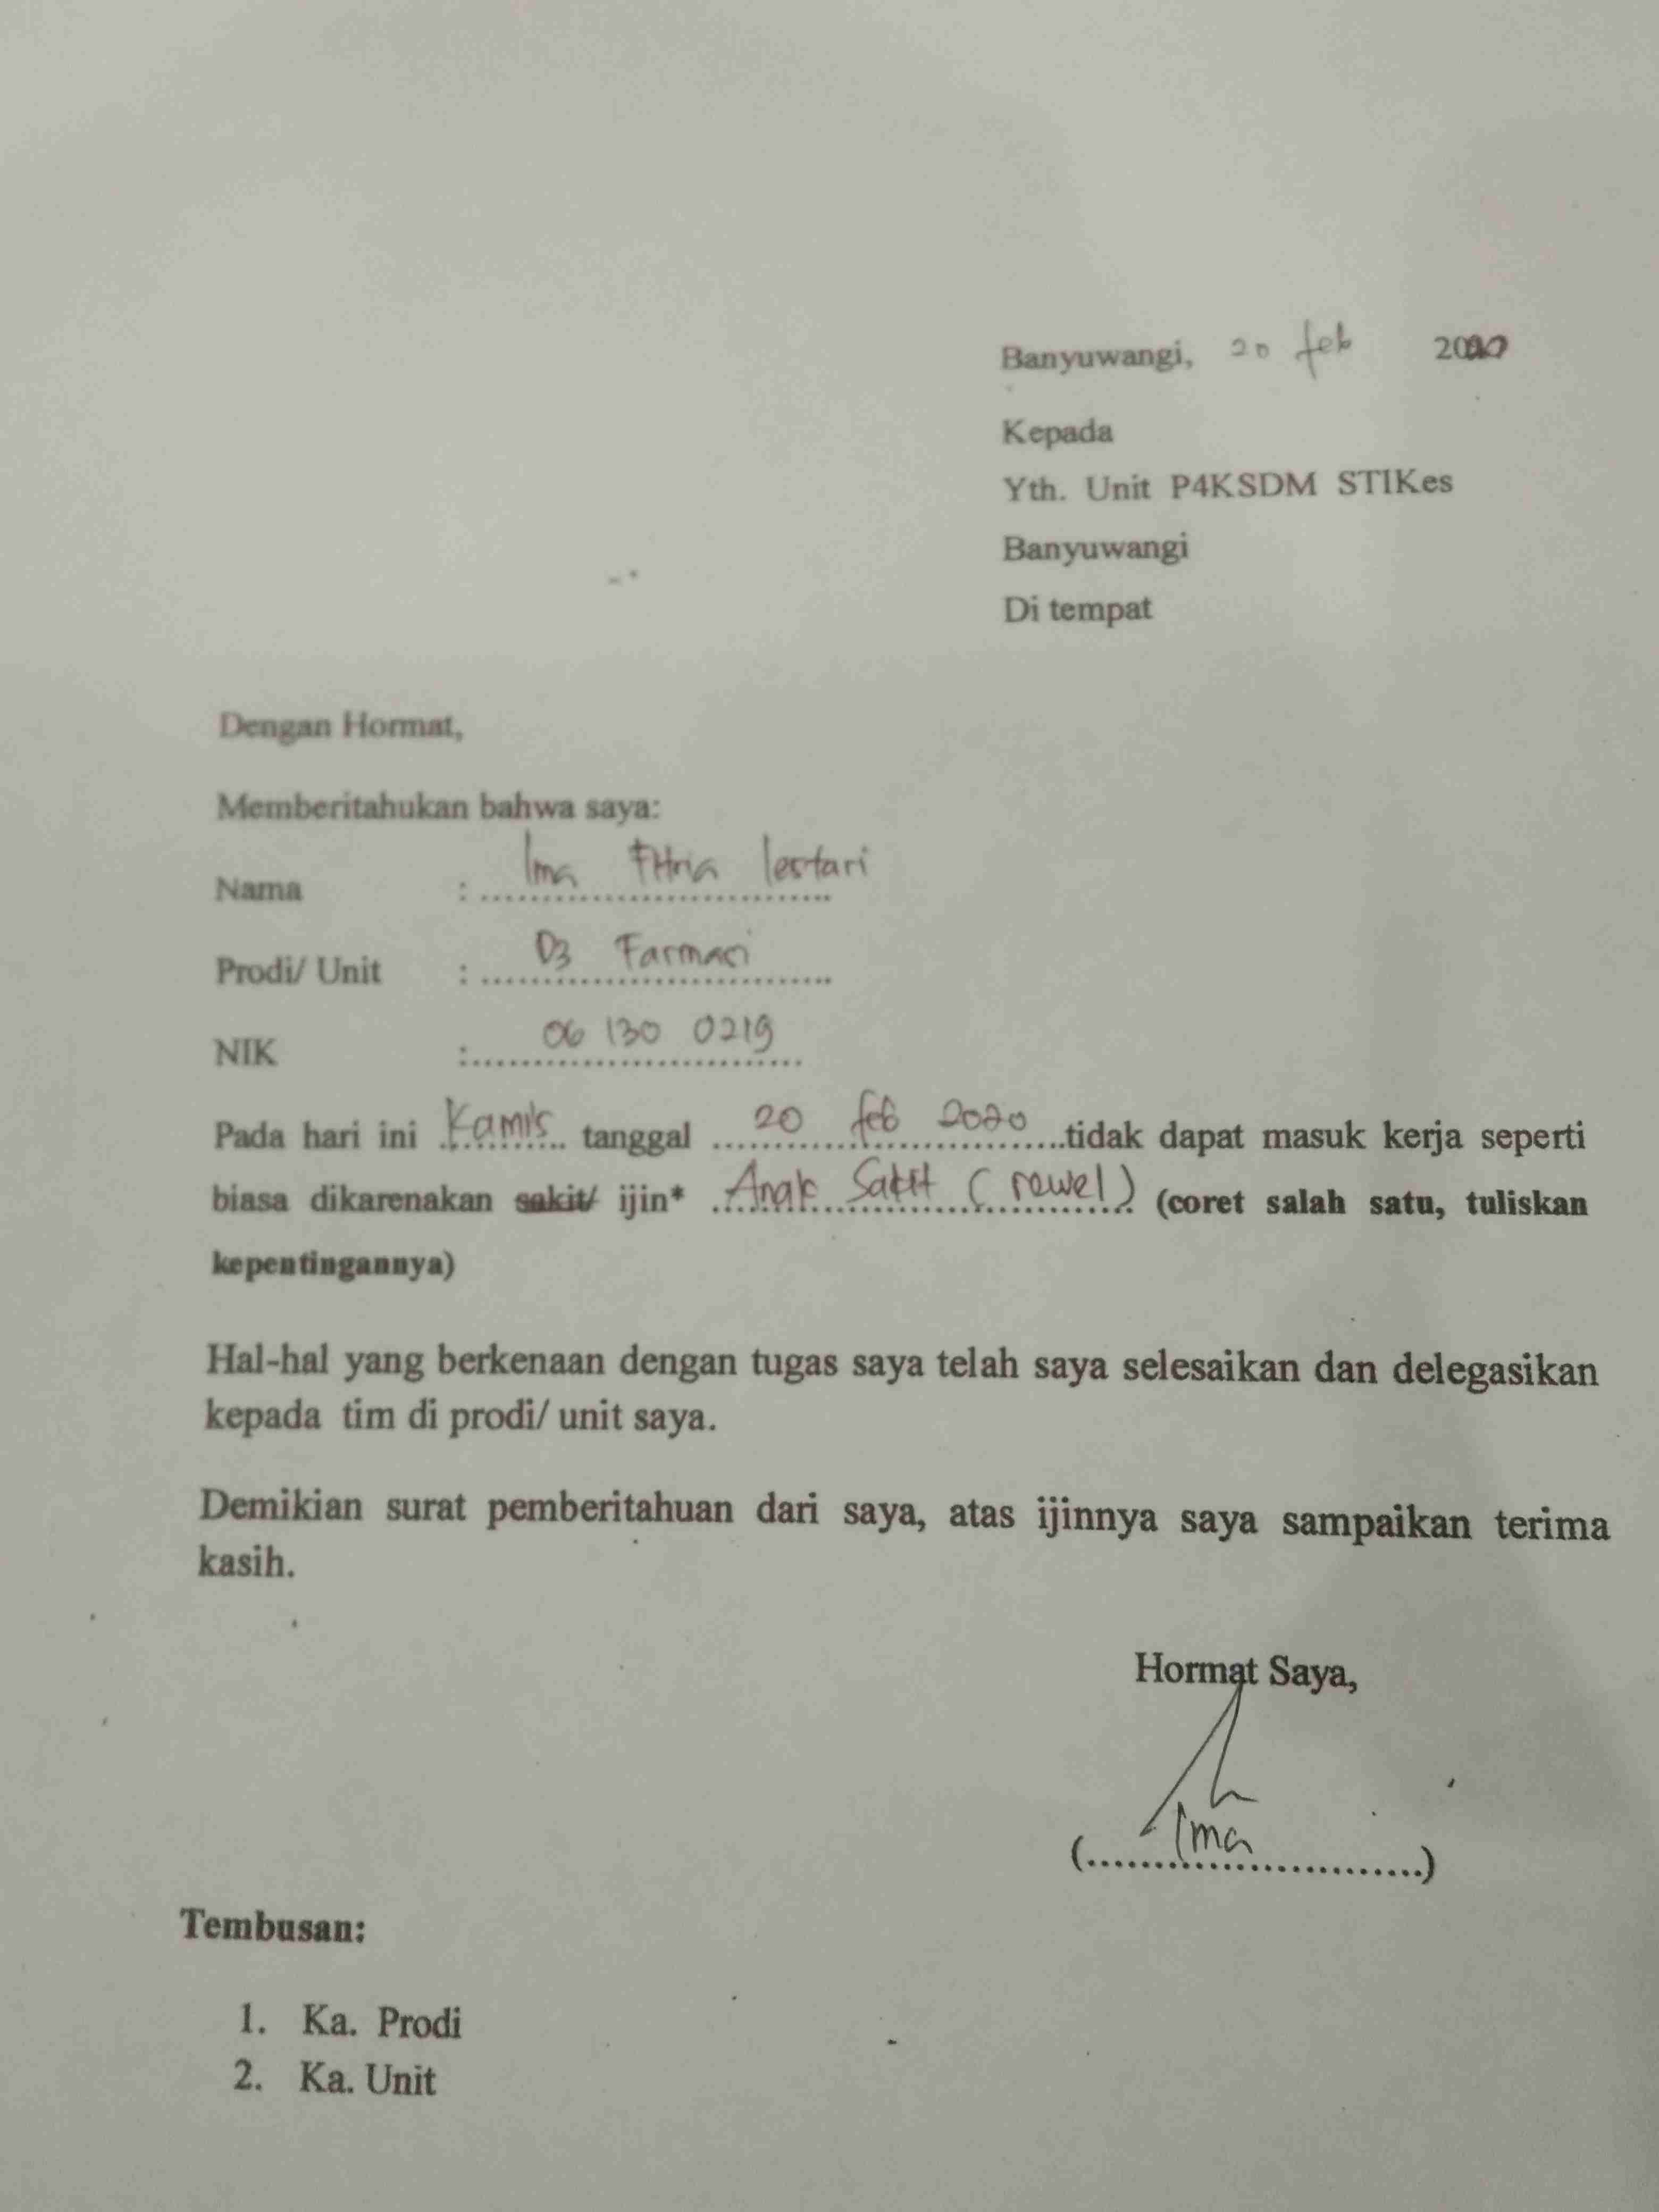 Banyuwangi, 20 feb 2020
Kepada
Yth. Unit P4KSDM STIKes
Banyuwangi
Di tempat
Dengan Hormat,
Memberitahukan bahwa saya:
Nama : Ima Fitria lestari
Prodi/ Unit : D3 Farmasi
NIK : 06 130 0219
Pada hari ini Kamis tanggal 20 feb 2020 tidak dapat masuk kerja seperti
biasa dikarenakan sakit/ ijin* Anak Sakit (rewel) (coret salah satu, tuliskan
kepentingannya)
Hal-hal yang berkenaan dengan tugas saya telah saya selesaikan dan delegasikan
kepada tim di prodi/ unit saya.
Demikian surat pemberitahuan dari saya, atas ijinnya saya sampaikan terima
kasih.
Hormat Saya,
(Ima)
Tembusan:
1. Ka. Prodi
2. Ka. Unit